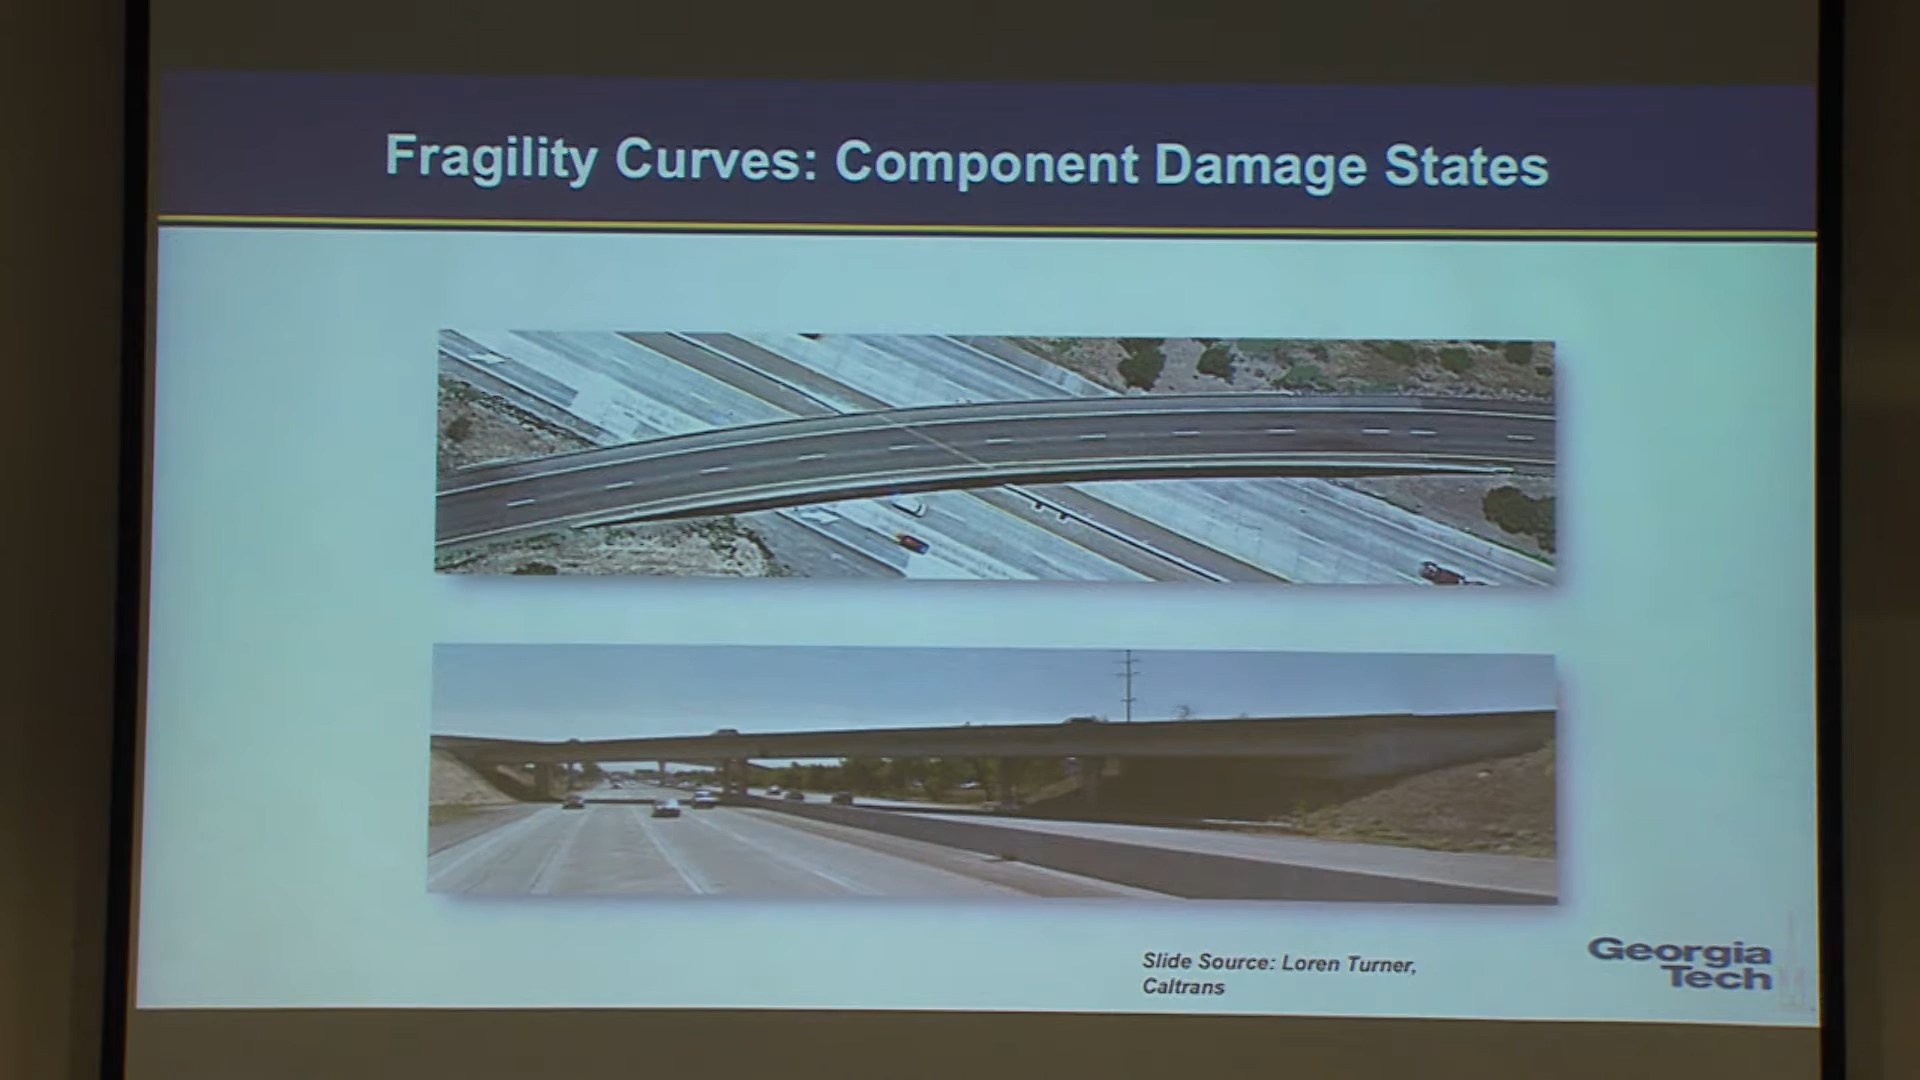 Fragility Curves: Component Damage States
Slide Source: Loren Turner,
Caltrans
Georgia
Tech